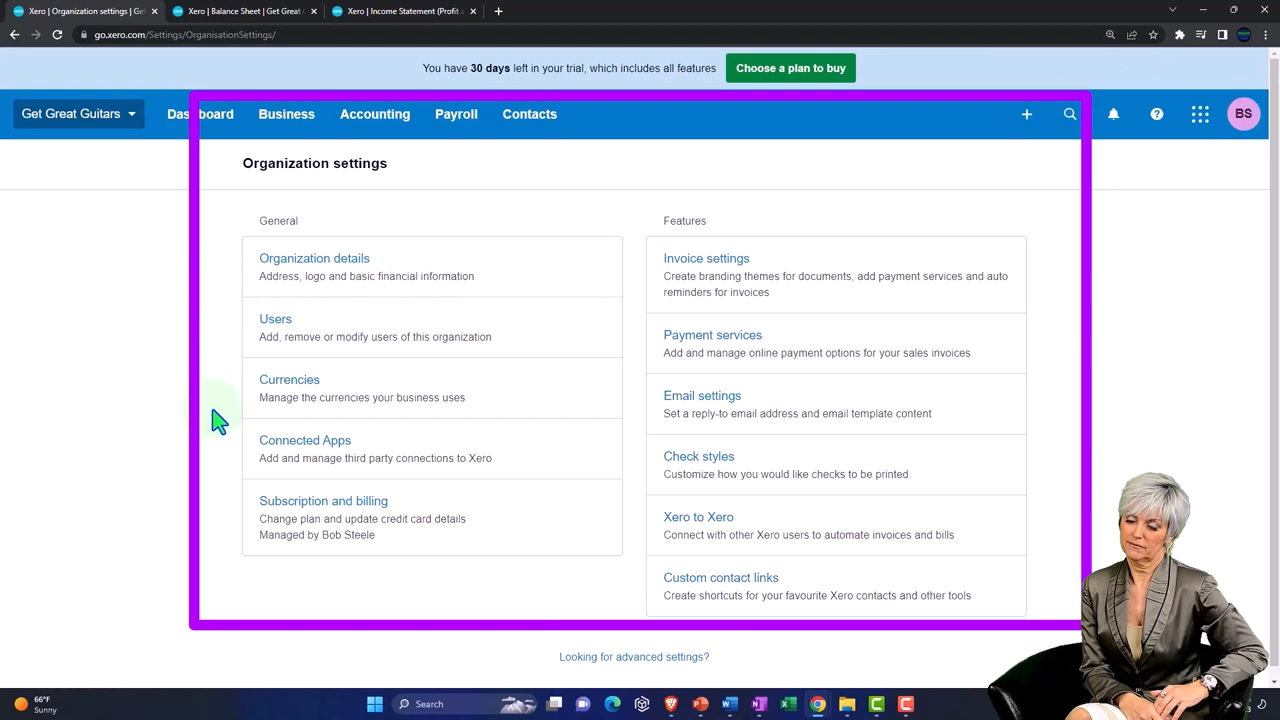 Xero | Organization settings | Get
Xero | Balance Sheet | Get Great
Xero | Income Statement (Profit a
go.xero.com/Settings/OrganisationSettings/
You have 30 days left in your trial, which includes all features
Choose a plan to buy
Get Great Guitars
Dashboard
Business
Accounting
Payroll
Contacts
BS
Organization settings
General
Organization details
Address, logo and basic financial information
Users
Add, remove or modify users of this organization
Currencies
Manage the currencies your business uses
Connected Apps
Add and manage third party connections to Xero
Subscription and billing
Change plan and update credit card details
Managed by Bob Steele
Features
Invoice settings
Create branding themes for documents, add payment services and auto
reminders for invoices
Payment services
Add and manage online payment options for your sales invoices
Email settings
Set a reply-to email address and email template content
Check styles
Customize how you would like checks to be printed.
Xero to Xero
Connect with other Xero users to automate invoices and bills
Custom contact links
Create shortcuts for your favourite Xero contacts and other tools
Looking for advanced settings?
66°F
Sunny
Search